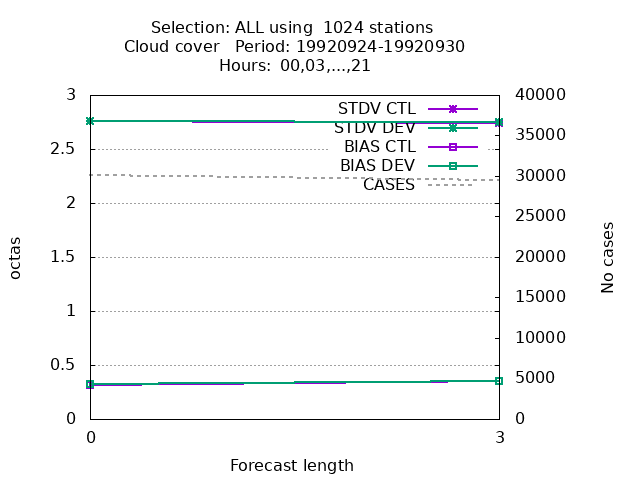 Selection: ALL using  1024 stations
Cloud cover   Period: 19920924-19920930
Hours:  00,03,...,21
3
2.5
2
1.5
1
0.5
0
40000
35000
30000
25000
20000
15000
10000
5000
0
STDV CTL
STDV DEV
BIAS CTL
BIAS DEV
CASES
octas
No cases
0
3
Forecast length